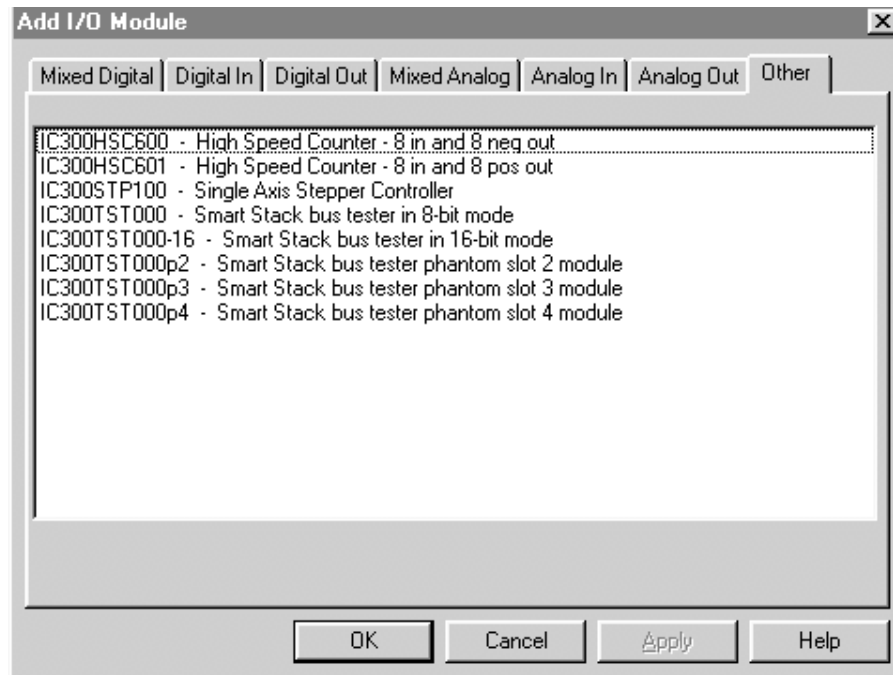 Add I/O Module
Mixed Digital Digital In Digital Out Mixed Analog Analog In Analog Out Other
IC300HSC600 - High Speed Counter - 8 in and 8 neg out
IC300HSC601 - High Speed Counter - 8 in and 8 pos out
IC300STP100 - Single Axis Stepper Controller
IC300TST000 - Smart Stack bus tester in 8-bit mode
IC300TST000-16 - Smart Stack bus tester in 16-bit mode
IC300TST000p2 - Smart Stack bus tester phantom slot 2 module
IC300TST000p3 - Smart Stack bus tester phantom slot 3 module
IC300TST000p4 - Smart Stack bus tester phantom slot 4 module
OK Cancel Apply Help